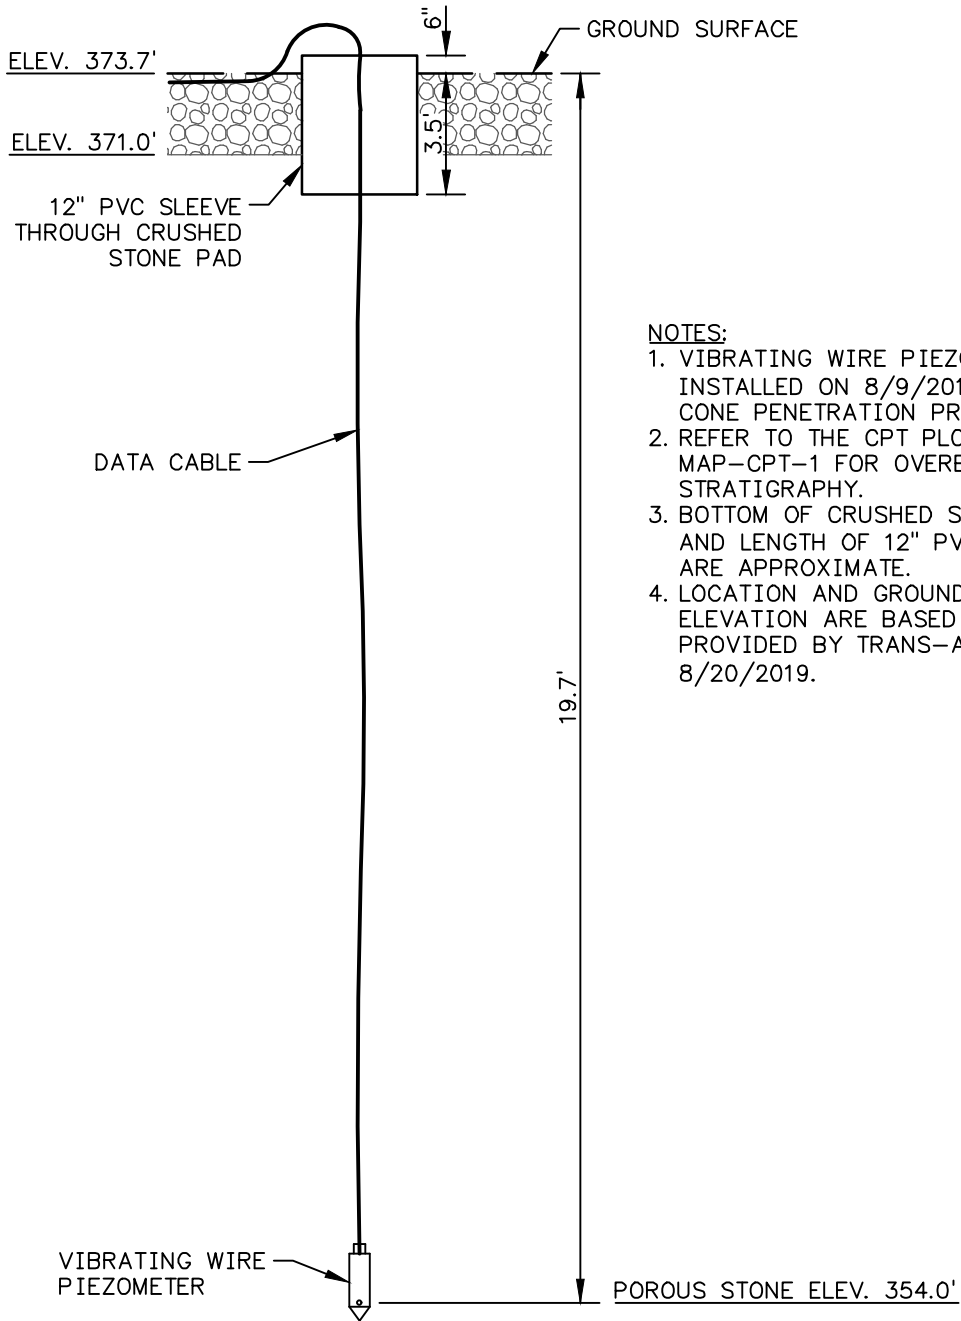 6"
GROUND SURFACE
ELEV. 373.7'
3.5'
ELEV. 371.0'
12" PVC SLEEVE
THROUGH CRUSHED
STONE PAD
NOTES:
1. VIBRATING WIRE
INSTALLED ON
CONE PENETRATION
2. REFER TO THE CPT
MAP-CPT-1 FOR
STRATIGRAPHY.
3. BOTTOM OF CRUSHED
AND LENGTH OF 12"
ARE APPROXIMATE.
4. LOCATION AND GROUND
ELEVATION ARE BASED
PROVIDED BY
8/20/2019.
DATA CABLE
19.7'
VIBRATING WIRE
PIEZOMETER
POROUS STONE ELEV. 354.0'